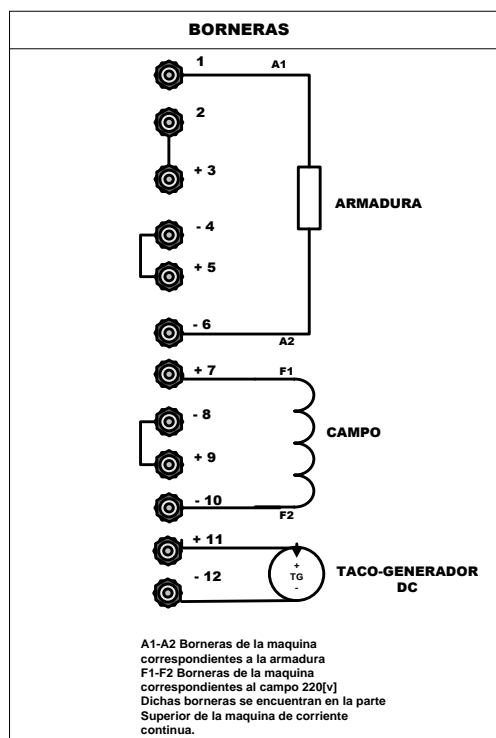 BORNERAS
1
A1
2
+ 3
ARMADURA
- 4
+ 5
- 6
A2
+ 7
F1
- 8
CAMPO
+ 9
- 10
F2
+ 11
+
TG
-
TACO-GENERADOR
DC
- 12
A1-A2 Borneras de la maquina
correspondientes a la armadura
F1-F2 Borneras de la maquina
correspondientes al campo 220[v]
Dichas borneras se encuentran en la parte
Superior de la maquina de corriente
continua.